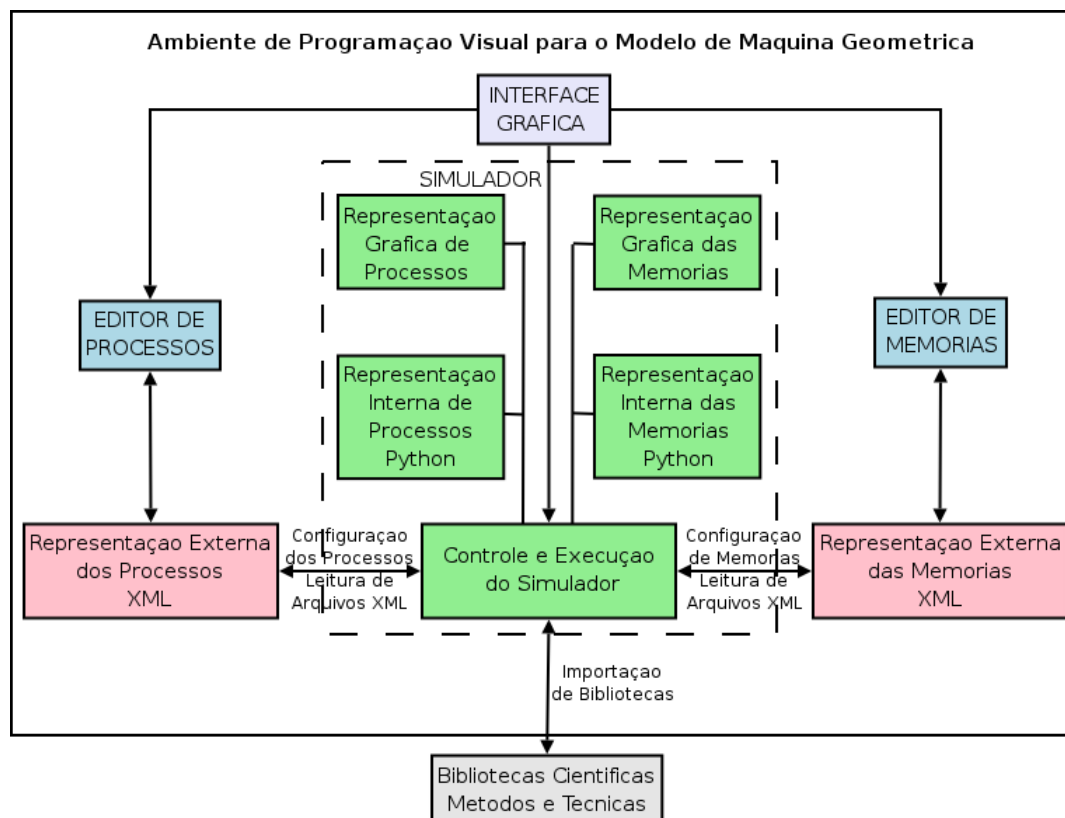 Ambiente de Programaçao Visual para o Modelo de Maquina Geometrica
INTERFACE
GRAFICA
SIMULADOR
Representaçao
Grafica de
Processos
Representaçao
Grafica das
Memorias
EDITOR DE
PROCESSOS
EDITOR DE
MEMORIAS
Representaçao
Interna de
Processos
Python
Representaçao
Interna das
Memorias
Python
Representaçao Externa
dos Processos
XML
Configuraçao
dos Processos
Leitura de
Arquivos XML
Controle e Execuçao
do Simulador
Configuraçao
de Memorias
Leitura de
Arquivos XML
Representaçao Externa
das Memorias
XML
Importaçao
de Bibliotecas
Bibliotecas Cientificas
Metodos e Tecnicas